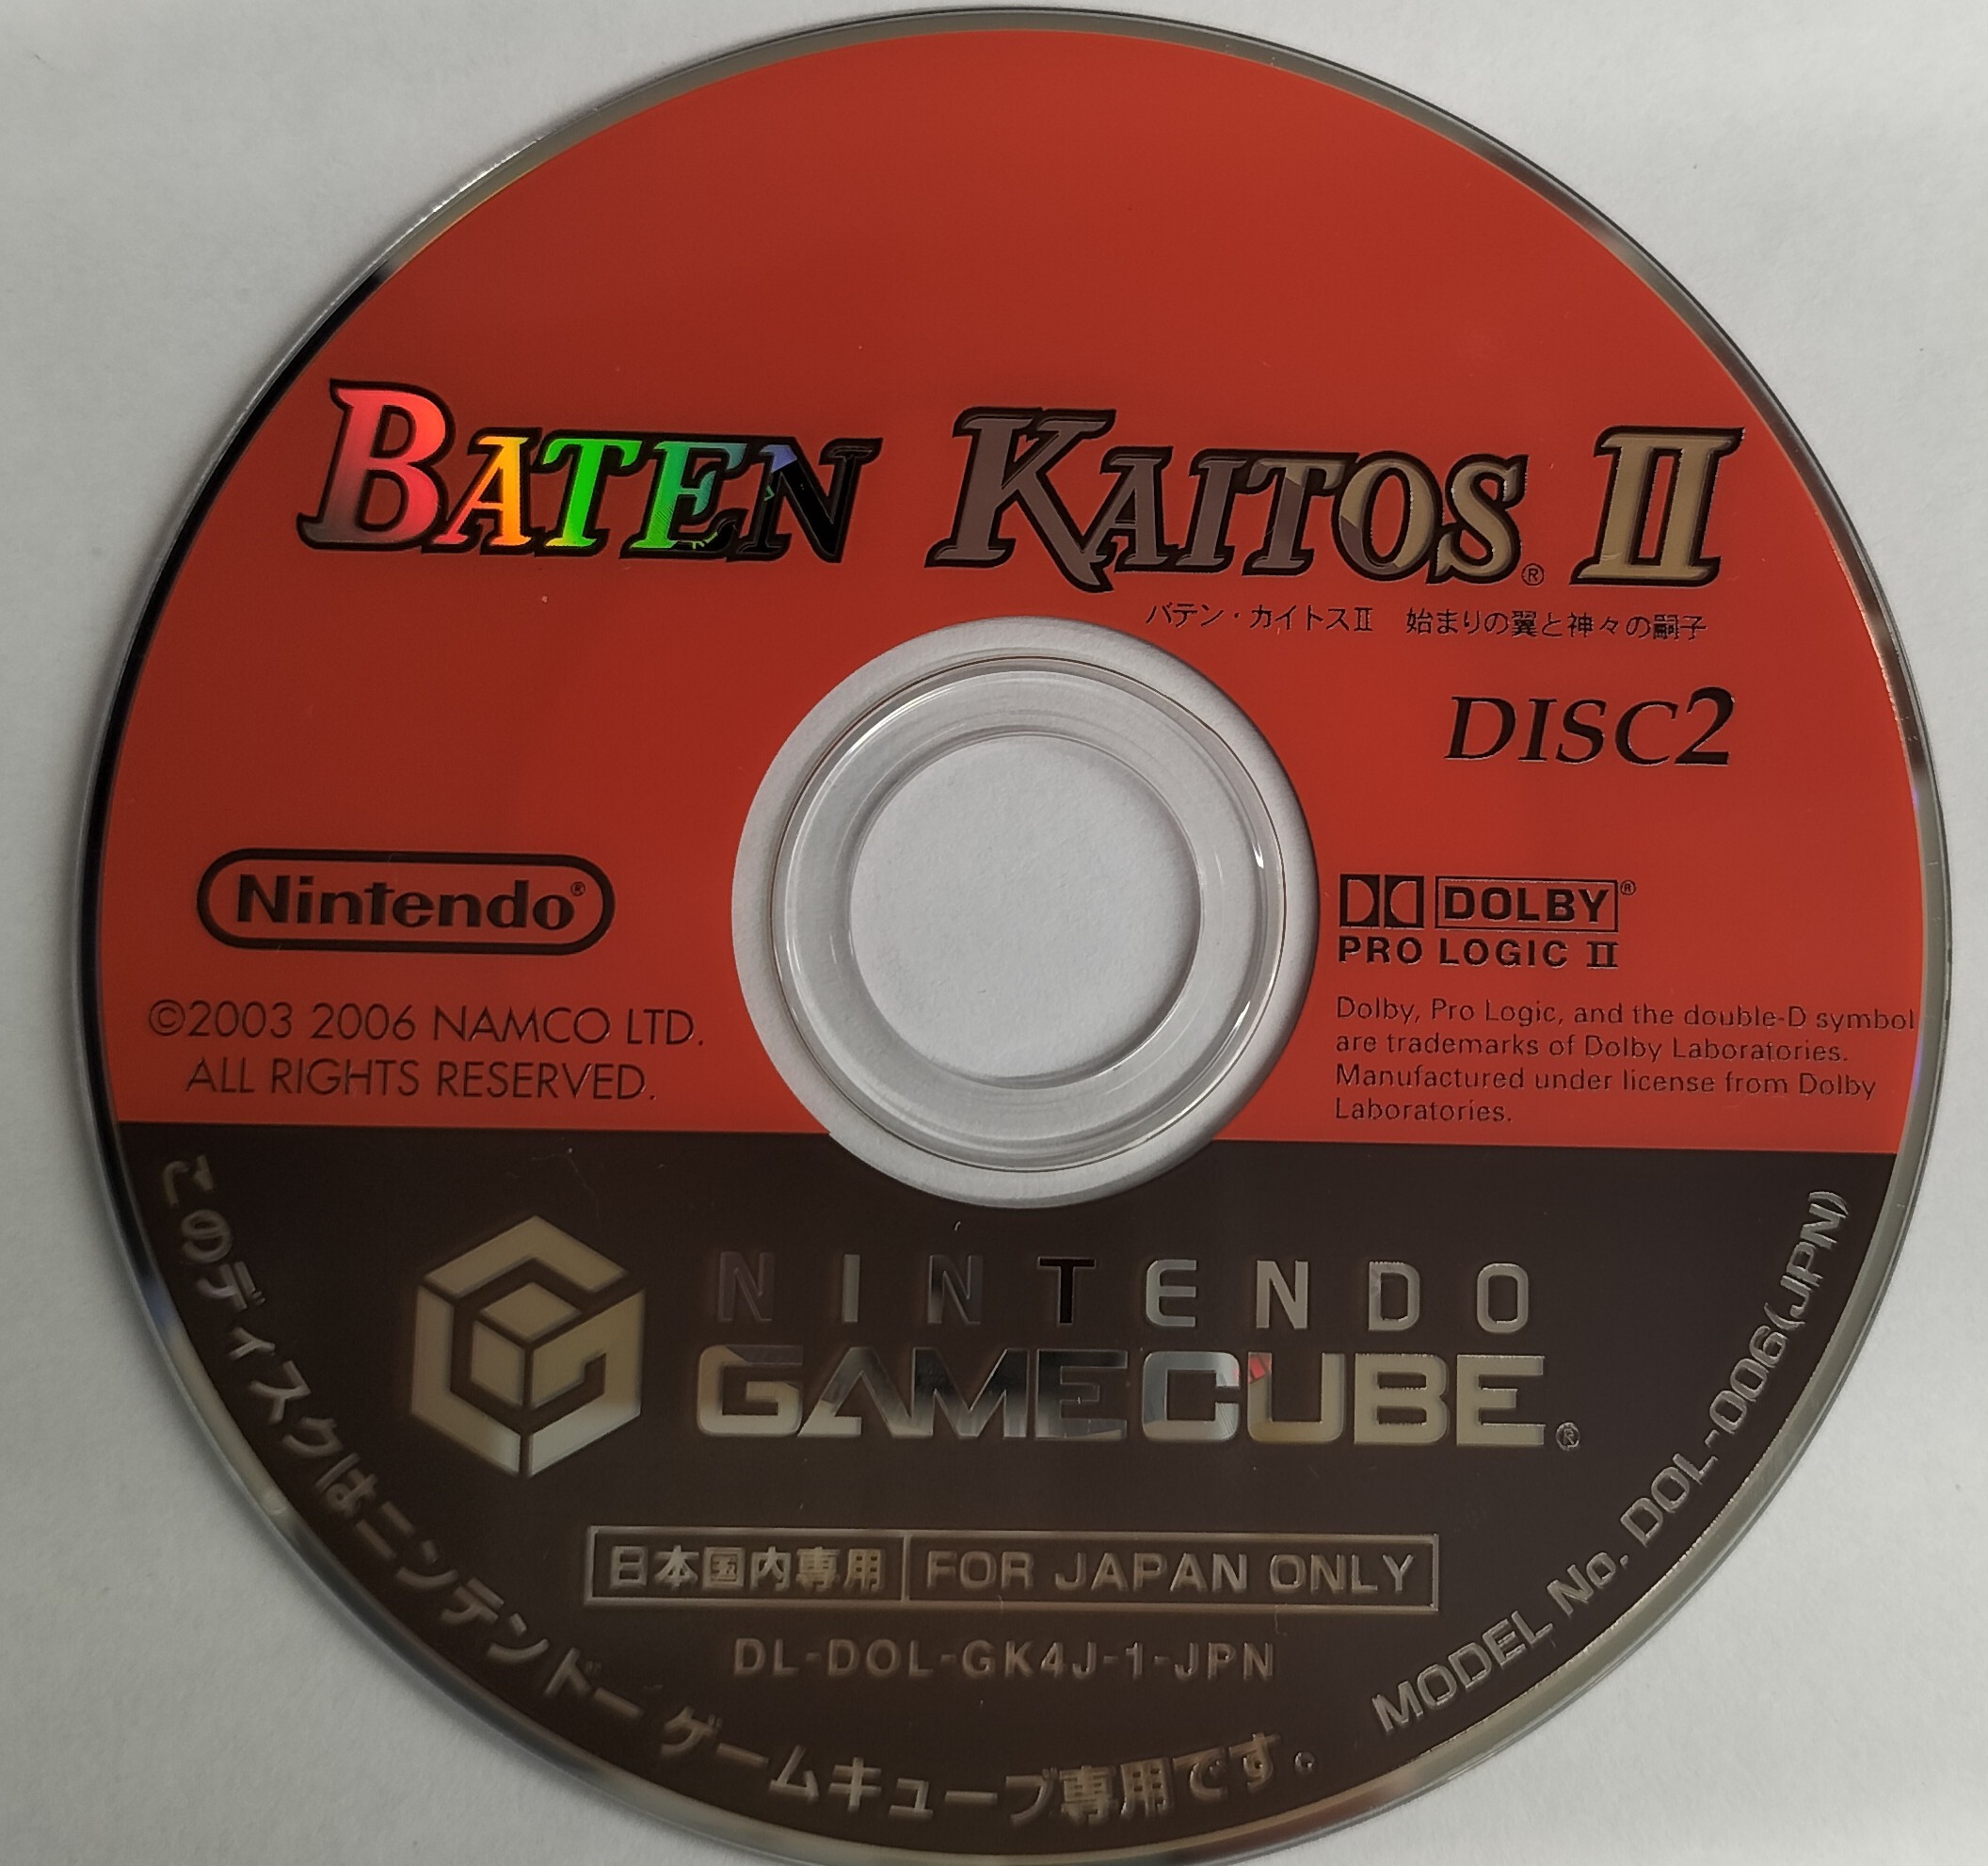 BATEN KAITOS® II
バテン・カイトスII 始まりの翼と神々の嗣子
DISC2
Nintendo®
©2003 2006 NAMCO LTD.
ALL RIGHTS RESERVED.
DOLBY®
PRO LOGIC II
Dolby, Pro Logic, and the double-D symbol
are trademarks of Dolby Laboratories.
Manufactured under license from Dolby
Laboratories.
NINTENDO
GAMECUBE®
日本国内専用 FOR JAPAN ONLY
DL-DOL-GK4J-1-JPN
このディスクはニンテンドーゲームキューブ専用です。
MODEL No. DOL-006(JPN)